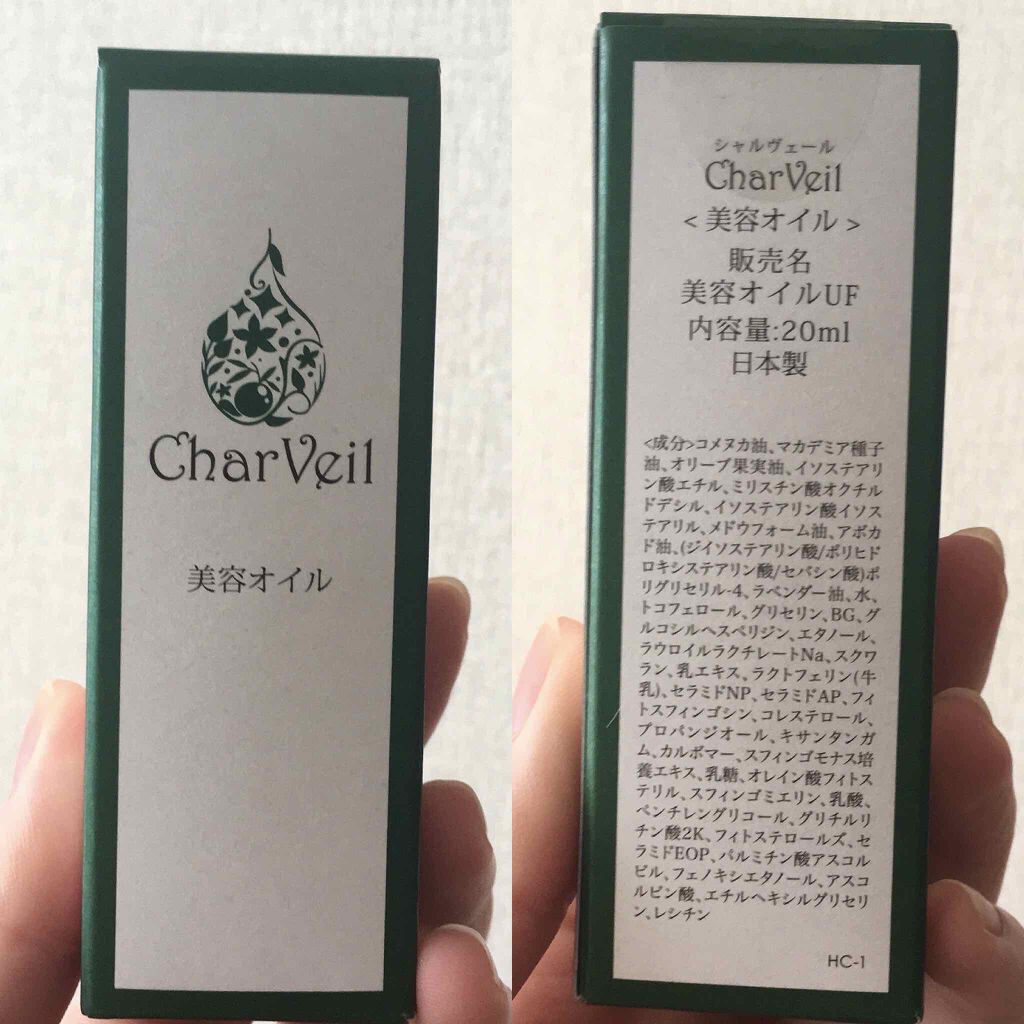 CharVeil
美容オイル
シャルヴェール
CharVeil
<美容オイル>
販売名
美容オイルUF
内容量:20ml
日本製
<成分>コメヌカ油、マカデミア種子
油、オリーブ果実油、イソステアリ
ン酸エチル、ミリスチン酸オクチル
ドデシル、イソステアリン酸イソス
テアリル、メドウフォーム油、アボカ
ド油、(ジイソステアリン酸/ポリヒド
ロキシステアリン酸/セバシン酸)ポ
リグリセリル-4、ラベンダー油、水、
トコフェロール、グリセリン、BG、グ
ルコシルヘスペリジン、エタノール、
ラウロイルラクチレートNa、スクワ
ラン、乳エキス、ラクトフェリン(牛
乳)、セラミドNP、セラミドAP、フィ
トスフィンゴシン、コレステロール、
プロパンジオール、キサンタンガ
ム、カルボマー、スフィンゴモナス培
養エキス、乳糖、オレイン酸フィトス
テリル、スフィンゴミエリン、乳酸、
ペンチレングリコール、グリチルリ
チン酸2K、フィトステロールズ、セ
ラミドEOP、パルミチン酸アスコル
ビル、フェノキシエタノール、アスコ
ルビン酸、エチルヘキシルグリセリ
ン、レシチン
HC-1